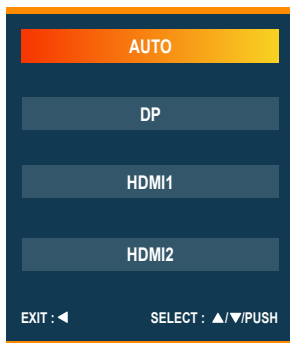 AUTO
DP
HDMI1
HDMI2
EXIT : ◀ SELECT : ▲/▼/PUSH